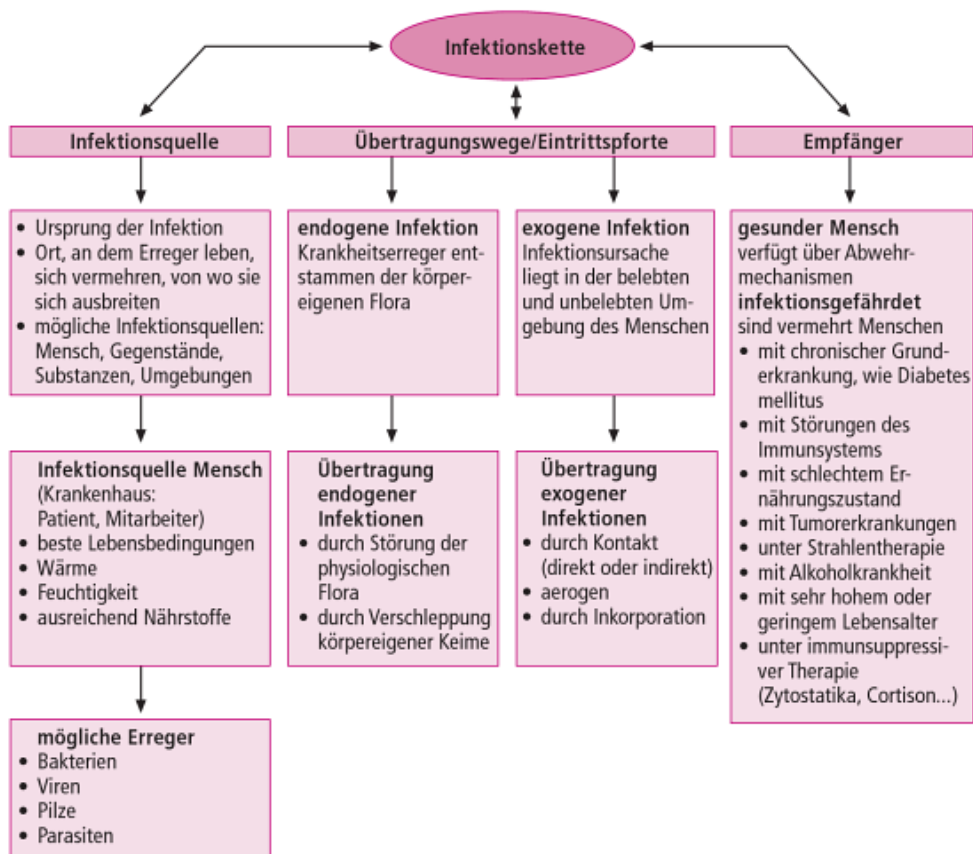 Infektionskette
Infektionsquelle
Übertragungswege/Eintrittspforte
Empfänger
• Ursprung der Infektion
• Ort, an dem Erreger leben,
sich vermehren, von wo sie
sich ausbreiten
• mögliche Infektionsquellen:
Mensch, Gegenstände,
Substanzen, Umgebungen
endogene Infektion
Krankheitserreger ent-
stammen der körper-
eigenen Flora
exogene Infektion
Infektionsursache
liegt in der belebten
und unbelebten Um-
gebung des Menschen
gesunder Mensch
verfügt über Abwehr-
mechanismen
infektionsgefährdet
sind vermehrt Menschen
• mit chronischer Grund-
erkrankung, wie Diabetes
mellitus
• mit Störungen des
Immunsystems
• mit schlechtem Er-
nährungszustand
• mit Tumorerkrankungen
• unter Strahlentherapie
• mit Alkoholkrankheit
• mit sehr hohem oder
geringem Lebensalter
• unter immunsuppressi-
ver Therapie
(Zytostatika, Cortison...)
Infektionsquelle Mensch
(Krankenhaus:
Patient, Mitarbeiter)
• beste Lebensbedingungen
• Wärme
• Feuchtigkeit
• ausreichend Nährstoffe
Übertragung
endogener
Infektionen
• durch Störung der
physiologischen
Flora
• durch Verschleppung
körpereigener Keime
Übertragung
exogener
Infektionen
• durch Kontakt
(direkt oder indirekt)
• aerogen
• durch Inkorporation
mögliche Erreger
• Bakterien
• Viren
• Pilze
• Parasiten